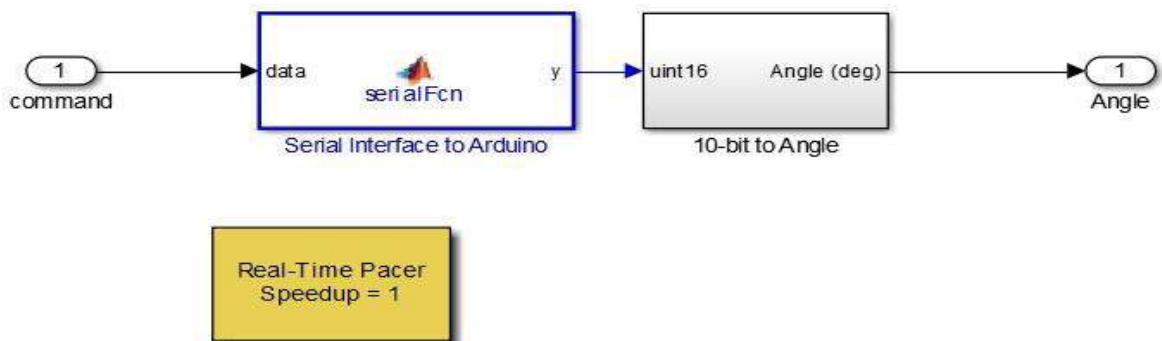 1
command
data
serialFcn
y
Serial Interface to Arduino
uint16
Angle (deg)
10-bit to Angle
1
Angle
Real-Time Pacer
Speedup = 1